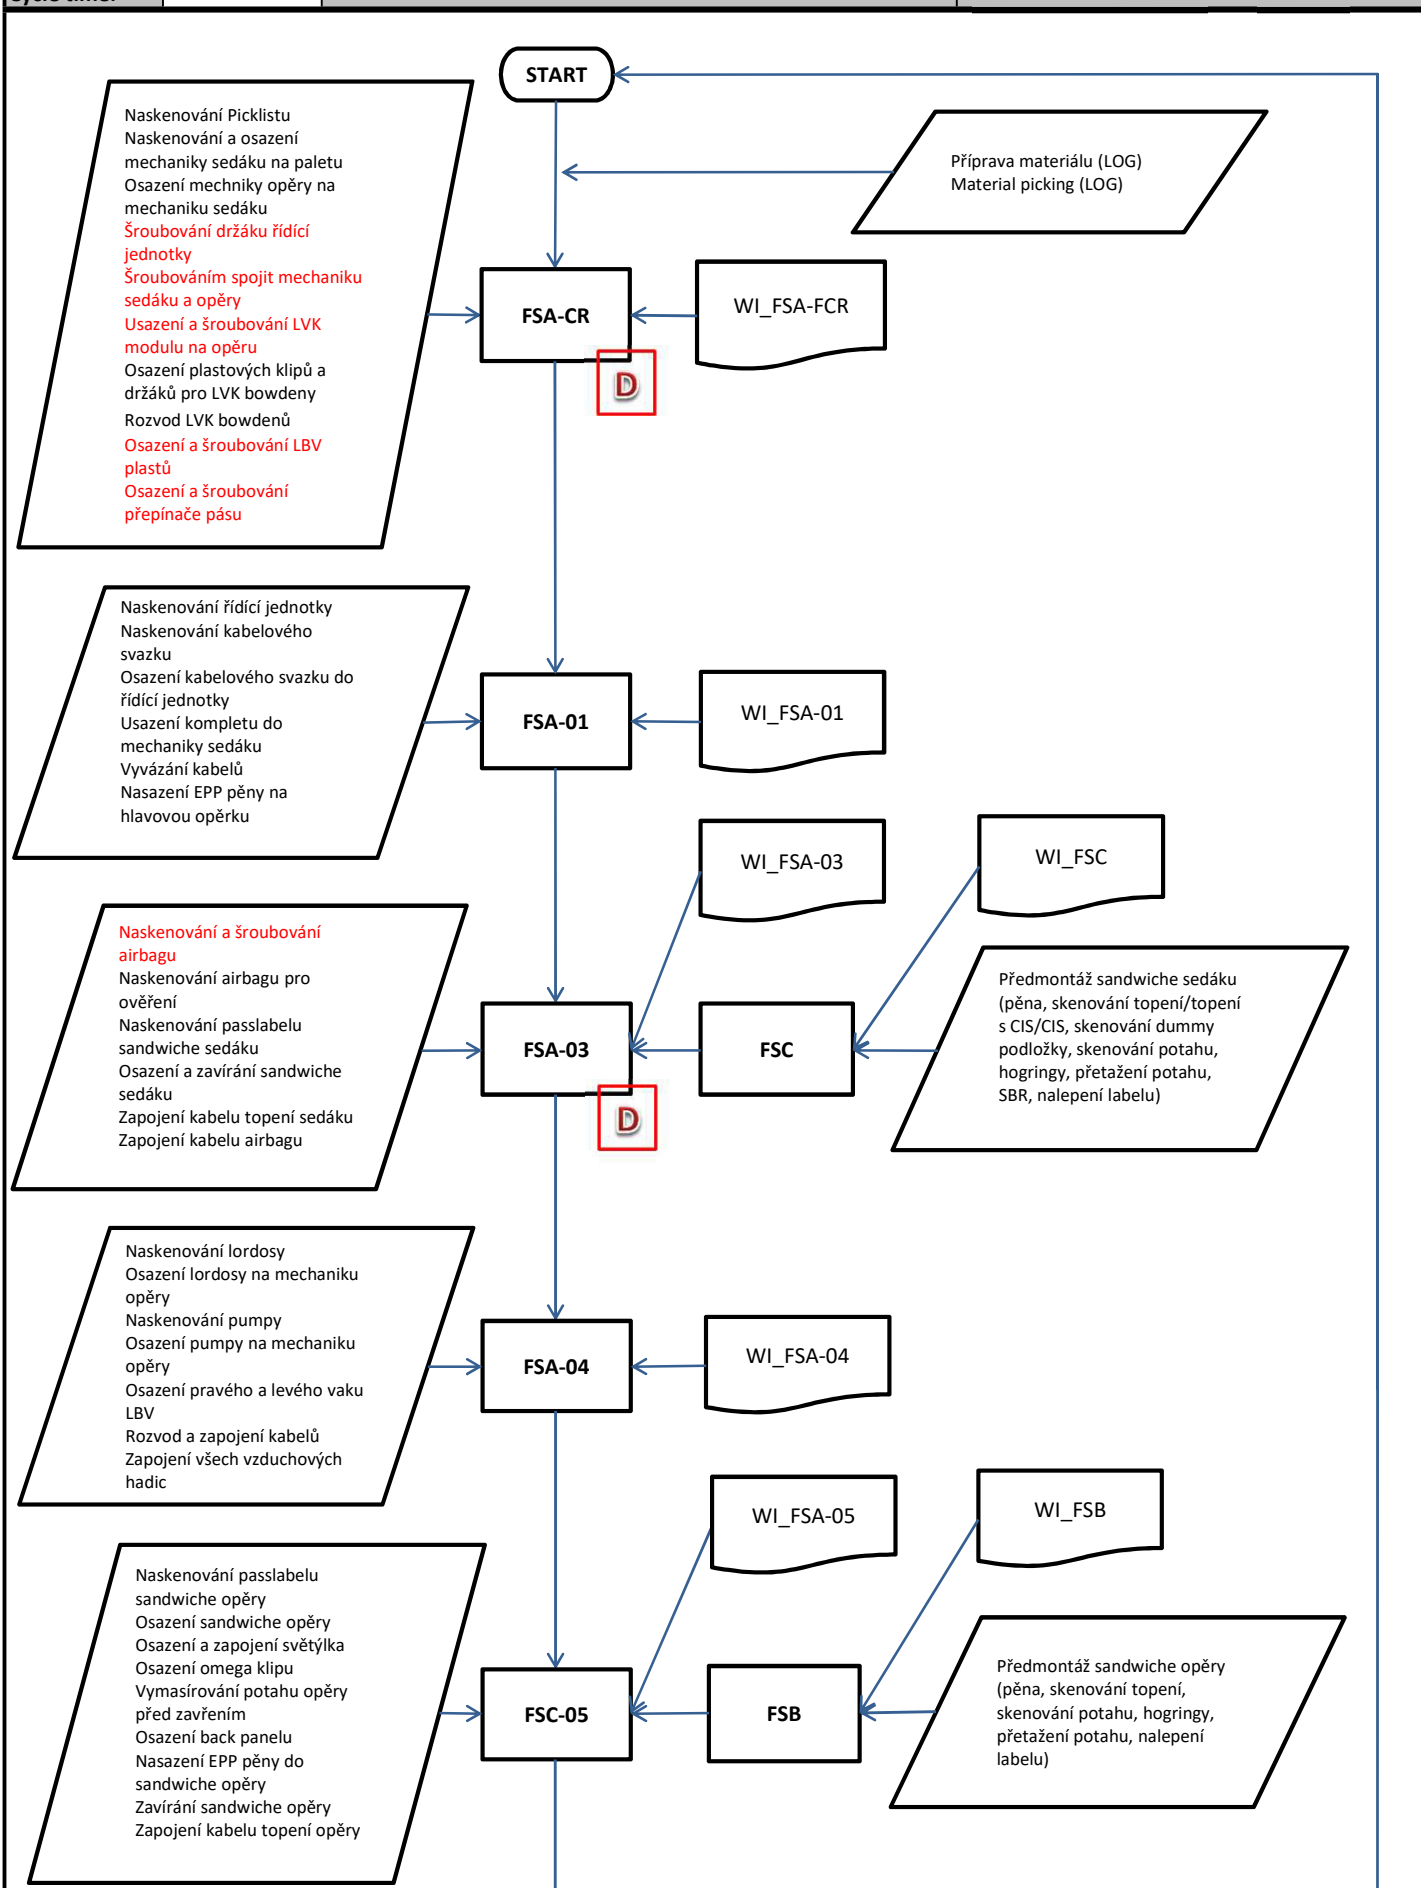 START
Naskenování Picklistu
Naskenování a osazení
mechaniky sedáku na paletu
Osazení mechniky opěry na
mechaniku sedáku
Šroubování držáku řídící
jednotky
Šroubováním spojit mechaniku
sedáku a opěry
Usazení a šroubování LVK
modulu na opěru
Osazení plastových klipů a
držáků pro LVK bowdeny
Rozvod LVK bowdenů
Osazení a šroubování LBV
plastů
Osazení a šroubování
přepínače pásu
Příprava materiálu (LOG)
Material picking (LOG)
FSA-CR
WI_FSA-FCR
D
Naskenování řídící jednotky
Naskenování kabelového
svazku
Osazení kabelového svazku do
řídící jednotky
Usazení kompletu do
mechaniky sedáku
Vyvázání kabelů
Nasazení EPP pěny na
hlavovou opěrku
FSA-01
WI_FSA-01
WI_FSA-03
WI_FSC
Naskenování a šroubování
airbagu
Naskenování airbagu pro
ověření
Naskenování passlabelu
sandwiche sedáku
Osazení a zavírání sandwiche
sedáku
Zapojení kabelu topení sedáku
Zapojení kabelu airbagu
FSA-03
D
FSC
Předmontáž sandwiche sedáku
(pěna, skenování topení/topení
s CIS/CIS, skenování dummy
podložky, skenování potahu,
hogringy, přetažení potahu,
SBR, nalepení labelu)
Naskenování lordosy
Osazení lordosy na mechaniku
opěry
Naskenování pumpy
Osazení pumpy na mechaniku
opěry
Osazení pravého a levého vaku
LBV
Rozvod a zapojení kabelů
Zapojení všech vzduchových
hadic
FSA-04
WI_FSA-04
WI_FSA-05
WI_FSB
Naskenování passlabelu
sandwiche opěry
Osazení sandwiche opěry
Osazení a zapojení světýlka
Osazení omega klipu
Vymasírování potahu opěry
před zavřením
Osazení back panelu
Nasazení EPP pěny do
sandwiche opěry
Zavírání sandwiche opěry
Zapojení kabelu topení opěry
FSC-05
FSB
Předmontáž sandwiche opěry
(pěna, skenování topení,
skenování potahu, hogringy,
přetažení potahu, nalepení
labelu)